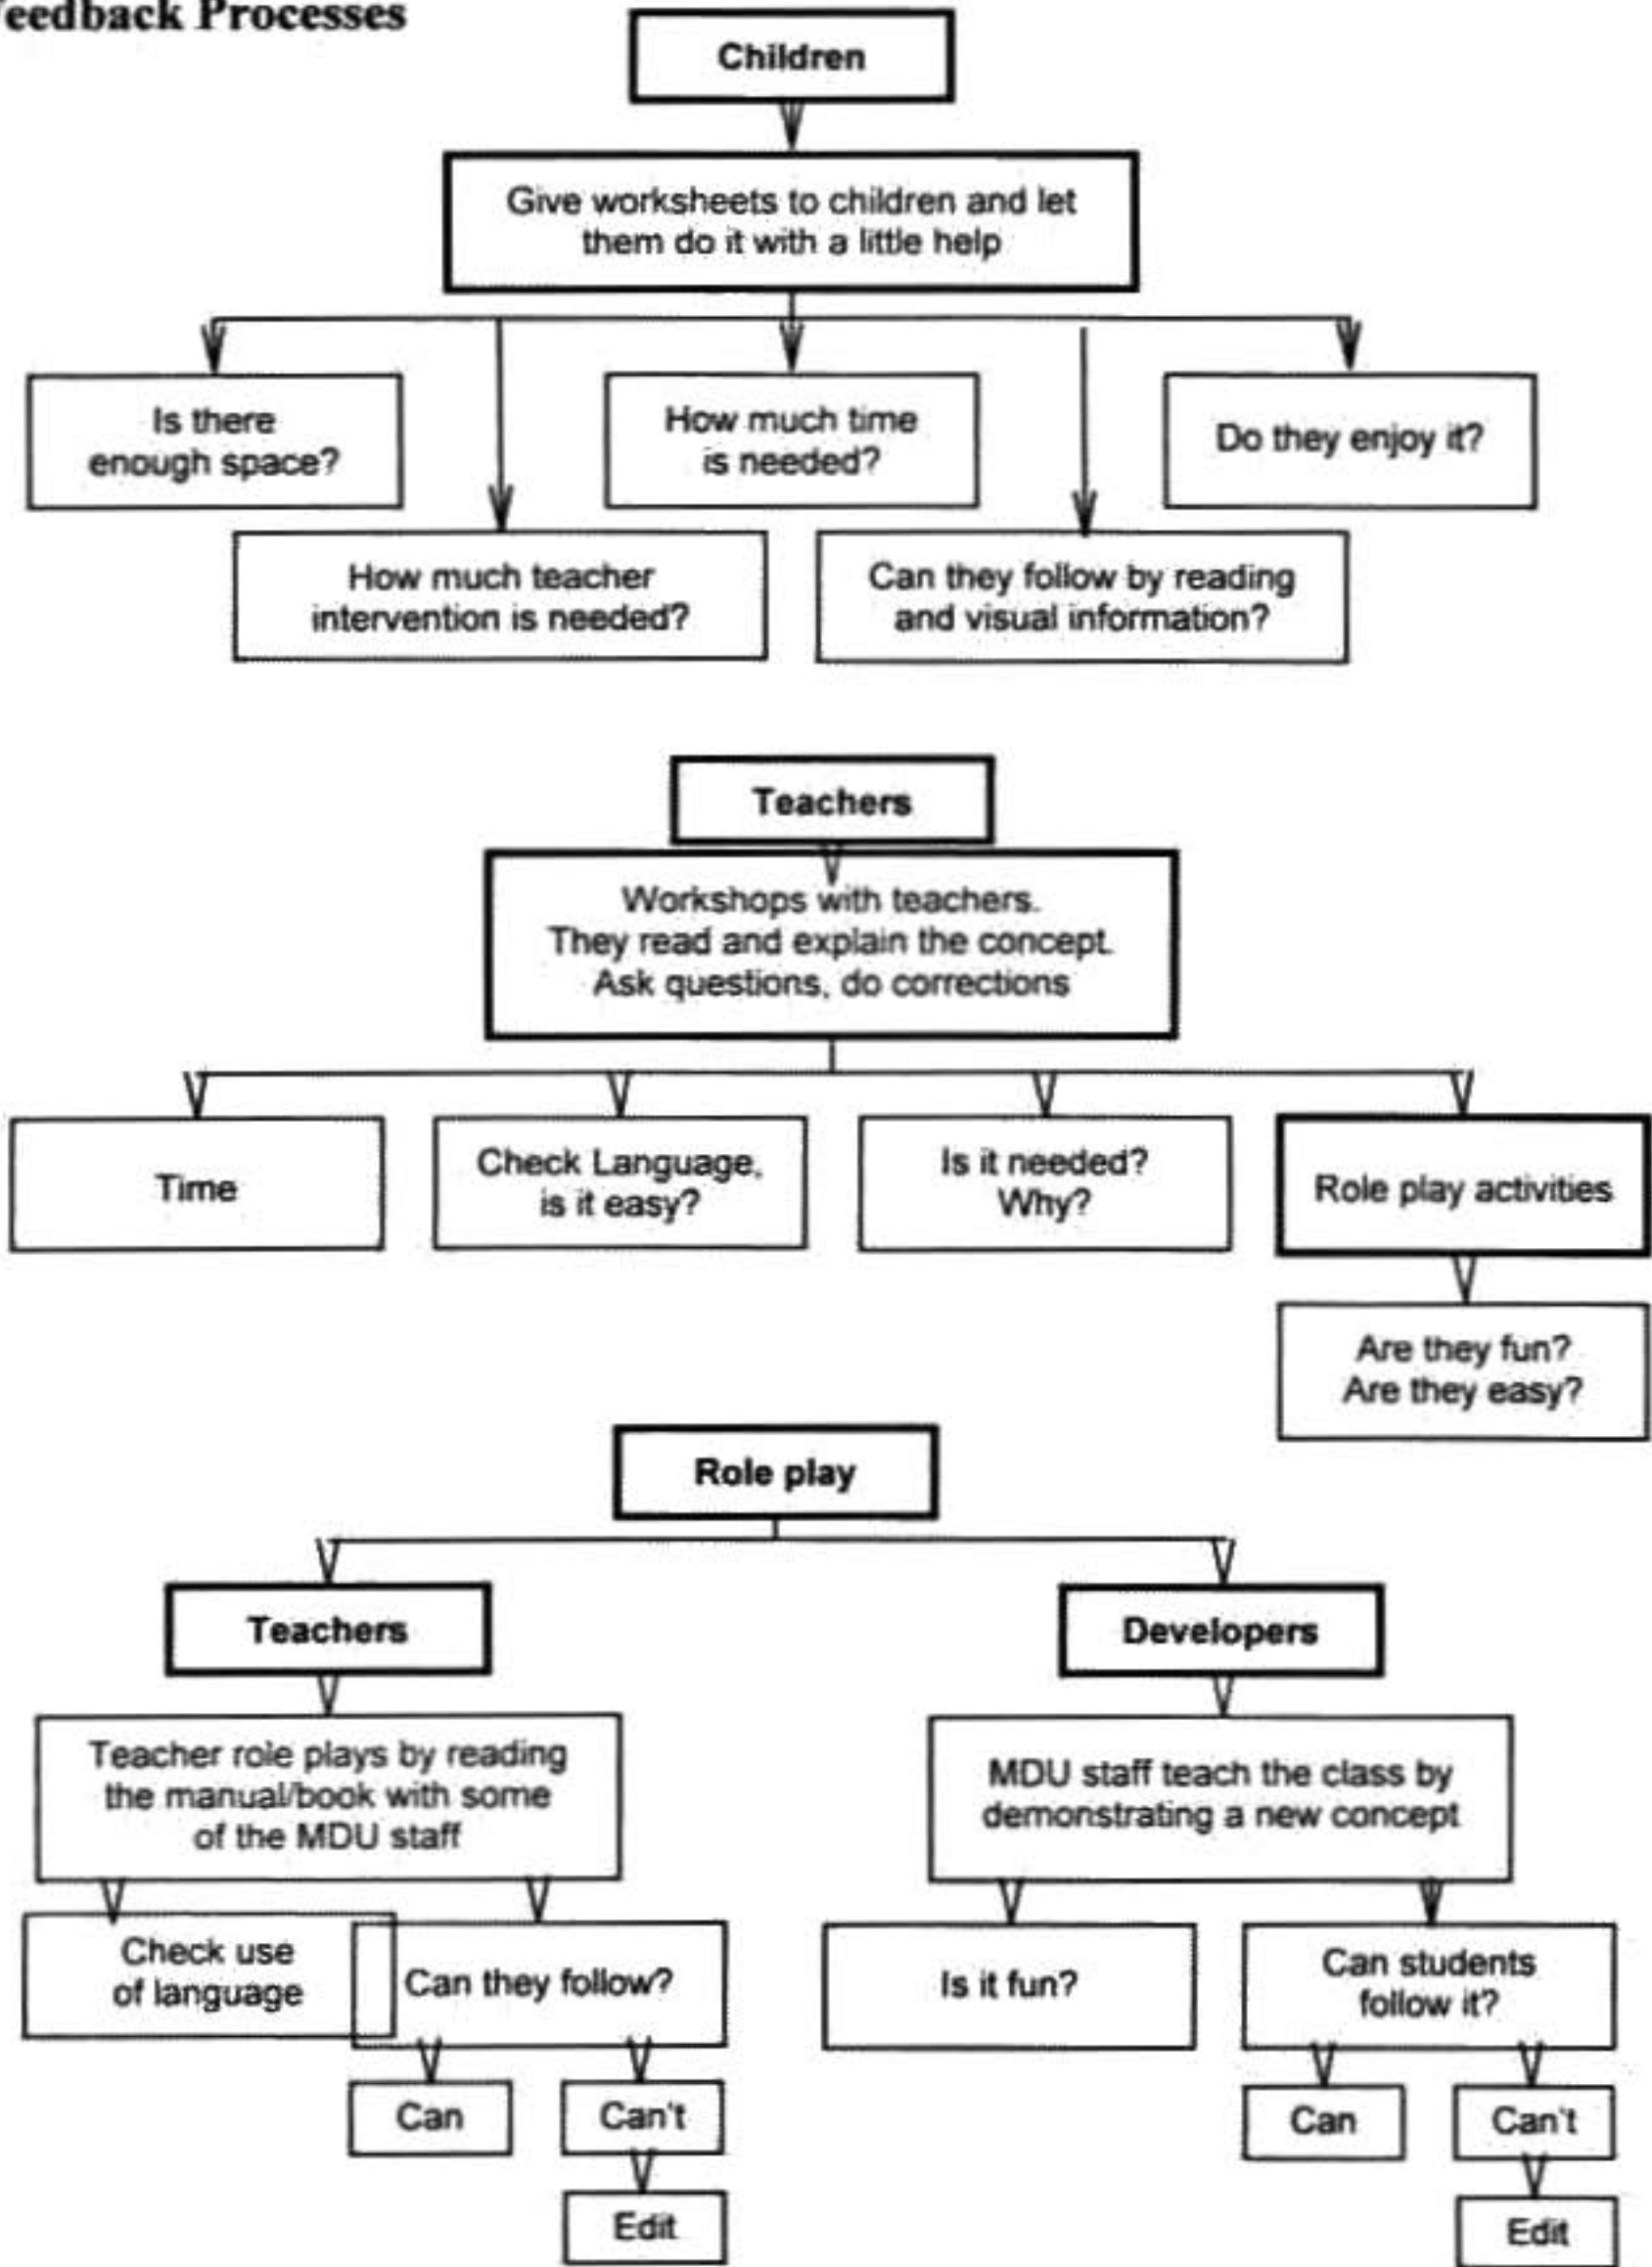 eedback Processes
Children
Give worksheets to children and let
them do it with a little help
Is there
enough space?
How much time
is needed?
Do they enjoy it?
How much teacher
intervention is needed?
Can they follow by reading
and visual information?
Teachers
Workshops with teachers.
They read and explain the concept.
Ask questions, do corrections
Time
Check Language,
is it easy?
Is it needed?
Why?
Role play activities
Are they fun?
Are they easy?
Role play
Teachers
Developers
Teacher role plays by reading
the manual/book with some
of the MDU staff
MDU staff teach the class by
demonstrating a new concept
Check use
of language
Can they follow?
Is it fun?
Can students
follow it?
Can
Can't
Can
Can't
Edit
Edit